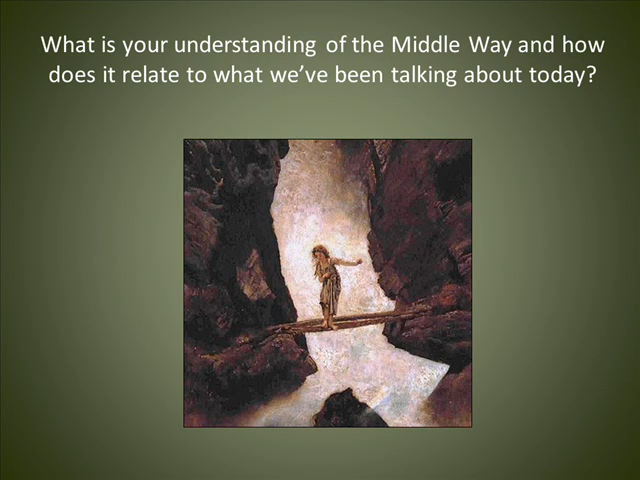 What is your understanding of the Middle Way and how
does it relate to what we’ve been talking about today?